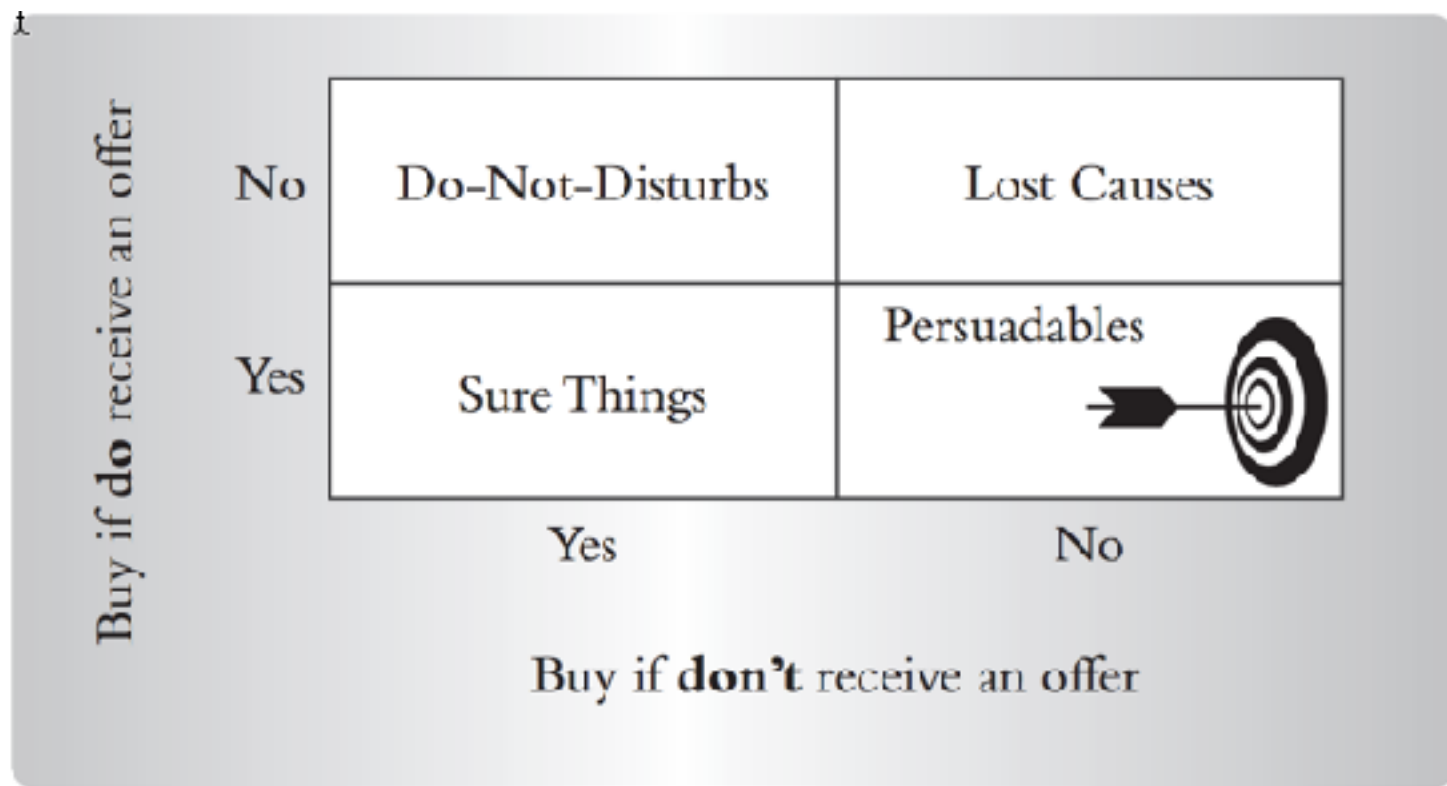 t
Buy if do receive an offer
No
Do-Not-Disturbs
Lost Causes
Yes
Sure Things
Persuadables
Yes
No
Buy if don't receive an offer